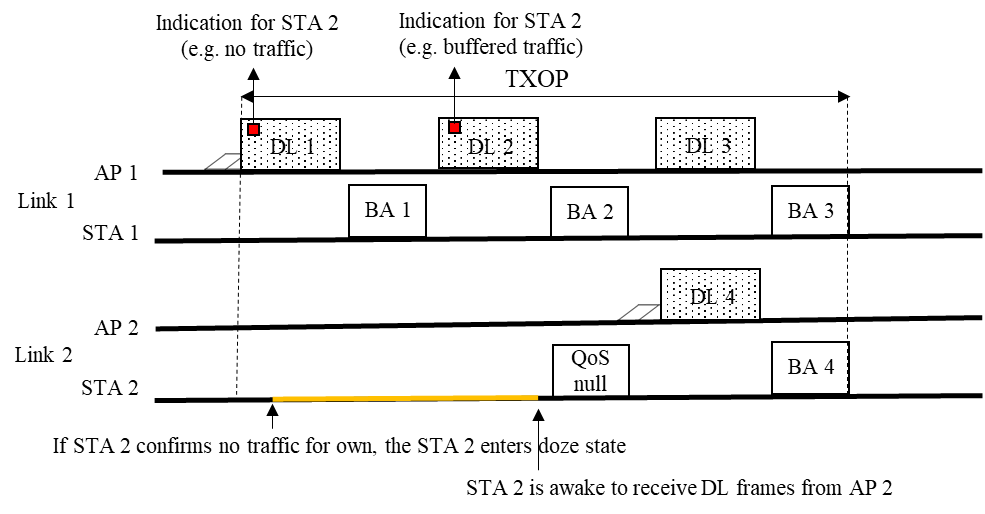 Indication for STA 2
(e.g. no traffic)
Indication for STA 2
(e.g. buffered traffic)
TXOP
DL 1
DL 2
DL 3
AP 1
Link 1
BA 1
BA 2
BA 3
STA 1
DL 4
AP 2
Link 2
QoS
null
BA 4
STA 2
If STA 2 confirms no traffic for own, the STA 2 enters doze state
STA 2 is awake to receive DL frames from AP 2